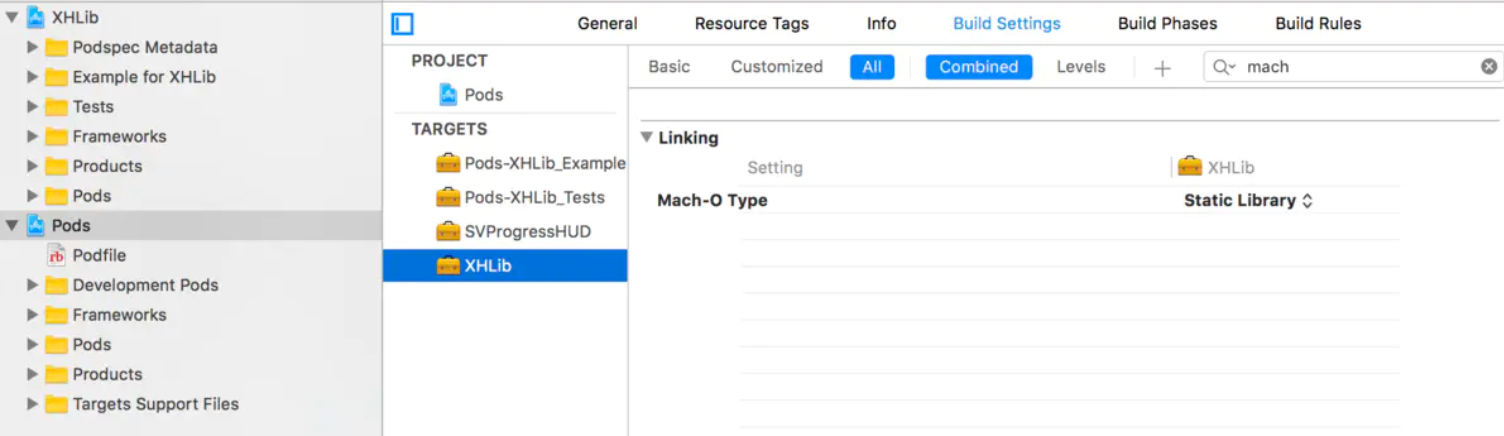 XHLib
Podspec Metadata
Example for XHLib
Tests
Frameworks
Products
Pods
Pods
rb Podfile
Development Pods
Frameworks
Pods
Products
Targets Support Files
General Resource Tags Info Build Settings Build Phases Build Rules
PROJECT
Pods
TARGETS
Pods-XHLib_Example
Pods-XHLib_Tests
SVProgressHUD
XHLib
Basic Customized All Combined Levels + mach
Linking
Setting XHLib
Mach-O Type Static Library